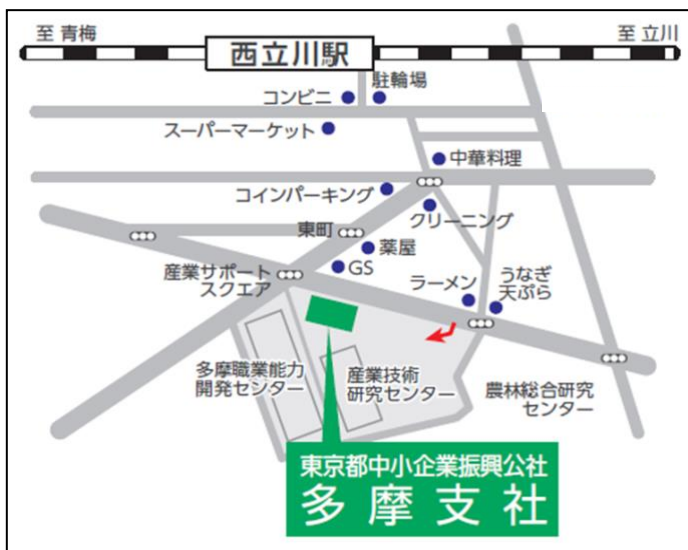 至 青梅
至 立川
西立川駅
駐輪場
コンビニ
スーパーマーケット
中華料理
コインパーキング
クリーニング
東町
薬屋
GS
産業サポート
スクエア
ラーメン
うなぎ
天ぷら
多摩職業能力
開発センター
産業技術
研究センター
農林総合研究
センター
東京都中小企業振興公社
多摩支社